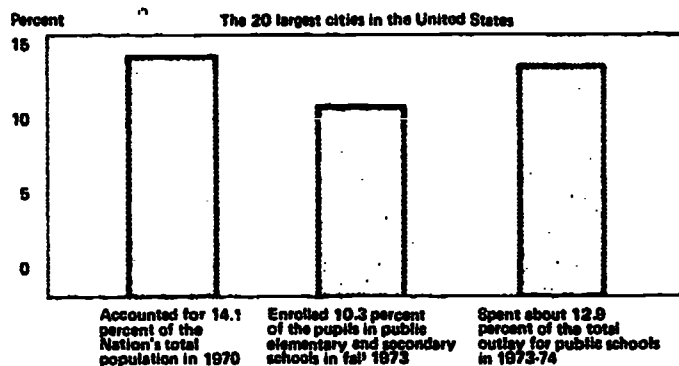 Percent
The 20 largest cities in the United States
15
10
5
0
Accounted for 14.1
percent of the
Nation's total
population in 1970
Enrolled 10.3 percent
of the pupils in public
elementary and secondary
schools in fall 1973
Spent about 12.9
percent of the total
outlay for public schools
in 1973-74